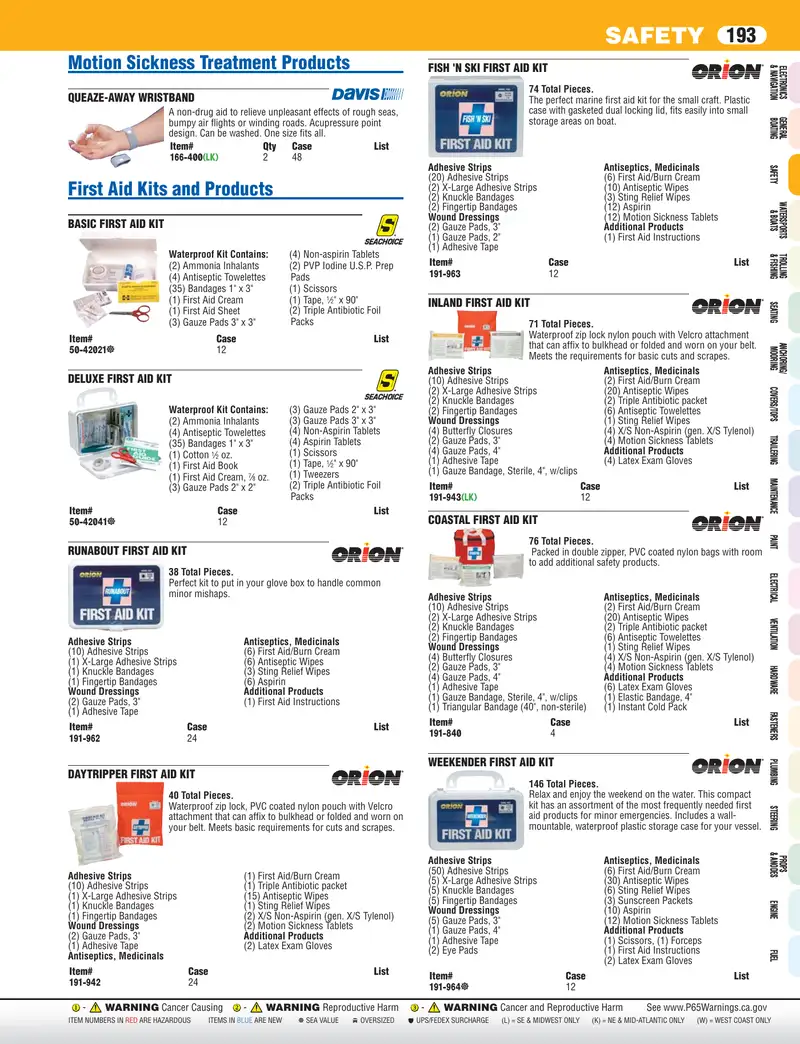 SAFETY 193
Motion Sickness Treatment Products
QUEAZE-AWAY WRISTBAND
DAVIS
A non-drug aid to relieve unpleasant effects of rough seas,
bumpy air flights or winding roads. Acupressure point
design. Can be washed. One size fits all.
Item# Qty Case List
166-400(LK) 2 48
First Aid Kits and Products
BASIC FIRST AID KIT
S
SEACHOICE
Waterproof Kit Contains:
(2) Ammonia Inhalants
(4) Antiseptic Towelettes
(35) Bandages 1" x 3"
(1) First Aid Cream
(1) First Aid Sheet
(3) Gauze Pads 3" x 3"
(4) Non-aspirin Tablets
(2) PVP Iodine U.S.P. Prep
Pads
(1) Scissors
(1) Tape, ½" x 90"
(2) Triple Antibiotic Foil
Packs
Item# Case List
50-42021 12
DELUXE FIRST AID KIT
S
SEACHOICE
Waterproof Kit Contains:
(2) Ammonia Inhalants
(4) Antiseptic Towelettes
(35) Bandages 1" x 3"
(1) Cotton ½ oz.
(1) First Aid Book
(1) First Aid Cream, ⅞ oz.
(3) Gauze Pads 2" x 2"
(3) Gauze Pads 2" x 3"
(3) Gauze Pads 3" x 3"
(4) Non-Aspirin Tablets
(4) Aspirin Tablets
(1) Scissors
(1) Tape, ½" x 90"
(1) Tweezers
(2) Triple Antibiotic Foil
Packs
Item# Case List
50-42041 12
RUNABOUT FIRST AID KIT
ORION
ORION
RUNABOUT
FIRST AID KIT
38 Total Pieces.
Perfect kit to put in your glove box to handle common
minor mishaps.
Adhesive Strips
(10) Adhesive Strips
(1) X-Large Adhesive Strips
(1) Knuckle Bandages
(1) Fingertip Bandages
Wound Dressings
(2) Gauze Pads, 3"
(1) Adhesive Tape
Antiseptics, Medicinals
(6) First Aid/Burn Cream
(6) Antiseptic Wipes
(3) Sting Relief Wipes
(6) Aspirin
Additional Products
(1) First Aid Instructions
Item# Case List
191-962 24
DAYTRIPPER FIRST AID KIT
ORION
40 Total Pieces.
Waterproof zip lock, PVC coated nylon pouch with Velcro
attachment that can affix to bulkhead or folded and worn on
your belt. Meets basic requirements for cuts and scrapes.
Adhesive Strips
(10) Adhesive Strips
(1) X-Large Adhesive Strips
(1) Knuckle Bandages
(1) Fingertip Bandages
Wound Dressings
(2) Gauze Pads, 3"
(1) Adhesive Tape
Antiseptics, Medicinals
(1) First Aid/Burn Cream
(1) Triple Antibiotic packet
(15) Antiseptic Wipes
(1) Sting Relief Wipes
(2) X/S Non-Aspirin (gen. X/S Tylenol)
(2) Motion Sickness Tablets
Additional Products
(2) Latex Exam Gloves
Item# Case List
191-942 24
FISH 'N SKI FIRST AID KIT
ORION
ORION
FISH 'N SKI
FIRST AID KIT
74 Total Pieces.
The perfect marine first aid kit for the small craft. Plastic
case with gasketed dual locking lid, fits easily into small
storage areas on boat.
Adhesive Strips
(20) Adhesive Strips
(2) X-Large Adhesive Strips
(2) Knuckle Bandages
(2) Fingertip Bandages
Wound Dressings
(2) Gauze Pads, 3"
(1) Gauze Pads, 2"
(1) Adhesive Tape
Antiseptics, Medicinals
(6) First Aid/Burn Cream
(10) Antiseptic Wipes
(3) Sting Relief Wipes
(12) Aspirin
(12) Motion Sickness Tablets
Additional Products
(1) First Aid Instructions
Item# Case List
191-963 12
INLAND FIRST AID KIT
ORION
71 Total Pieces.
Waterproof zip lock nylon pouch with Velcro attachment
that can affix to bulkhead or folded and worn on your belt.
Meets the requirements for basic cuts and scrapes.
Adhesive Strips
(10) Adhesive Strips
(2) X-Large Adhesive Strips
(2) Knuckle Bandages
(2) Fingertip Bandages
Wound Dressings
(4) Butterfly Closures
(2) Gauze Pads, 3"
(4) Gauze Pads, 4"
(1) Adhesive Tape
(1) Gauze Bandage, Sterile, 4", w/clips
Antiseptics, Medicinals
(2) First Aid/Burn Cream
(20) Antiseptic Wipes
(2) Triple Antibiotic packet
(6) Antiseptic Towelettes
(1) Sting Relief Wipes
(4) X/S Non-Aspirin (gen. X/S Tylenol)
(4) Motion Sickness Tablets
Additional Products
(4) Latex Exam Gloves
Item# Case List
191-943(LK) 12
COASTAL FIRST AID KIT
ORION
76 Total Pieces.
Packed in double zipper, PVC coated nylon bags with room
to add additional safety products.
Adhesive Strips
(10) Adhesive Strips
(2) X-Large Adhesive Strips
(2) Knuckle Bandages
(2) Fingertip Bandages
Wound Dressings
(4) Butterfly Closures
(2) Gauze Pads, 3"
(4) Gauze Pads, 4"
(1) Adhesive Tape
(1) Gauze Bandage, Sterile, 4", w/clips
(1) Triangular Bandage (40", non-sterile)
Antiseptics, Medicinals
(2) First Aid/Burn Cream
(20) Antiseptic Wipes
(2) Triple Antibiotic packet
(6) Antiseptic Towelettes
(1) Sting Relief Wipes
(4) X/S Non-Aspirin (gen. X/S Tylenol)
(4) Motion Sickness Tablets
Additional Products
(6) Latex Exam Gloves
(1) Elastic Bandage, 4"
(1) Instant Cold Pack
Item# Case List
191-840 4
WEEKENDER FIRST AID KIT
ORION
ORION
WEEKENDER
FIRST AID KIT
146 Total Pieces.
Relax and enjoy the weekend on the water. This compact
kit has an assortment of the most frequently needed first
aid products for minor emergencies. Includes a wall-
mountable, waterproof plastic storage case for your vessel.
Adhesive Strips
(50) Adhesive Strips
(5) X-Large Adhesive Strips
(5) Knuckle Bandages
(5) Fingertip Bandages
Wound Dressings
(5) Gauze Pads, 3"
(1) Gauze Pads, 4"
(1) Adhesive Tape
(2) Eye Pads
Antiseptics, Medicinals
(6) First Aid/Burn Cream
(30) Antiseptic Wipes
(6) Sting Relief Wipes
(3) Sunscreen Packets
(10) Aspirin
(12) Motion Sickness Tablets
Additional Products
(1) Scissors, (1) Forceps
(1) First Aid Instructions
(2) Latex Exam Gloves
Item# Case List
191-964 12
ELECTRONICS
& NAVIGATION
GENERAL
BOATING
SAFETY
WATERSPORTS
& BOATS
TROLLING
& FISHING
SEATING
ANCHORING/
MOORING
COVERS/TOPS
TRAILERING
MAINTENANCE
PAINT
ELECTRICAL
VENTILATION
HARDWARE
FASTENERS
PLUMBING
STEERING
PROPS
& ANODES
ENGINE
FUEL
1 - WARNING Cancer Causing 2 - WARNING Reproductive Harm 3 - WARNING Cancer and Reproductive Harm See www.P65Warnings.ca.gov
ITEM NUMBERS IN RED ARE HAZARDOUS ITEMS IN BLUE ARE NEW SEA VALUE OVERSIZED UPS/FEDEX SURCHARGE (L) = SE & MIDWEST ONLY (K) = NE & MID-ATLANTIC ONLY (W) = WEST COAST ONLY